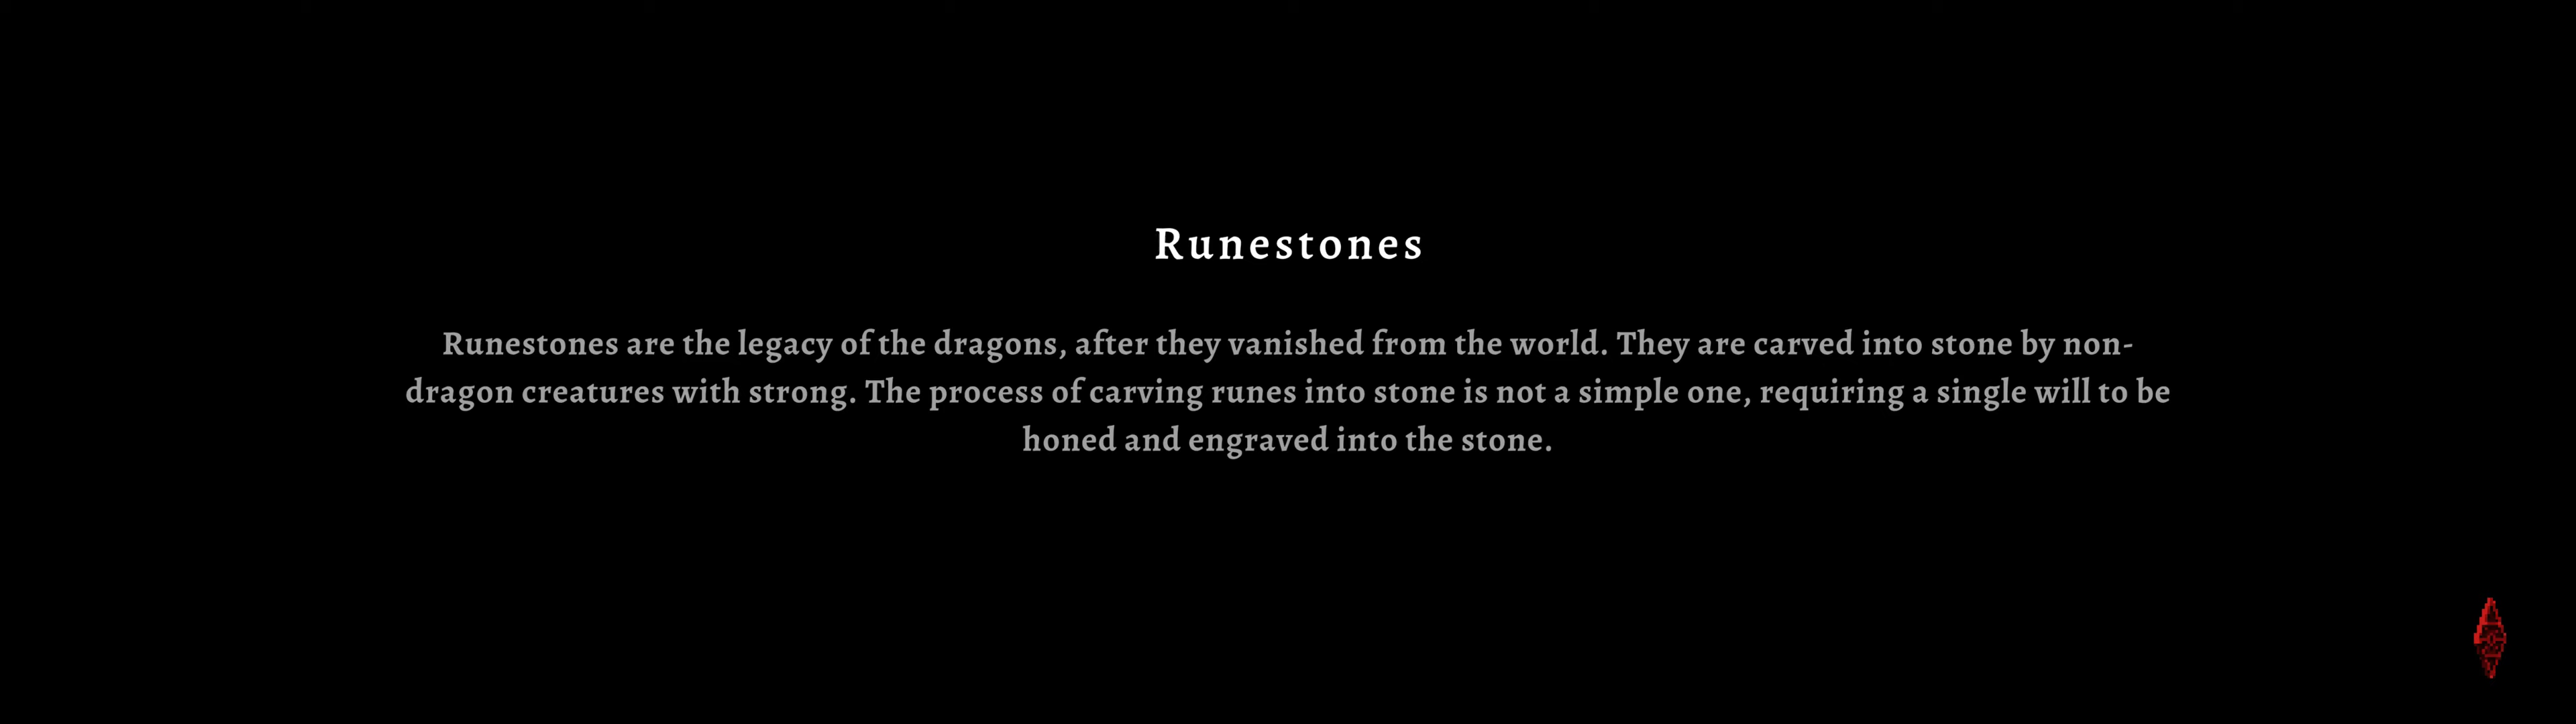 Runestones
Runestones are the legacy of the dragons, after they vanished from the world. They are carved into stone by non-
dragon creatures with strong. The process of carving runes into stone is not a simple one, requiring a single will to be
honed and engraved into the stone.